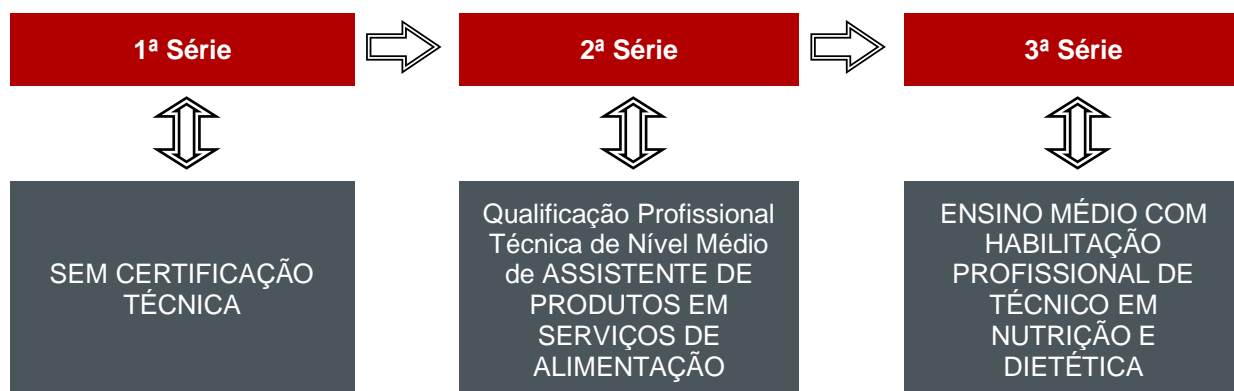 1ª Série
2ª Série
3ª Série
SEM CERTIFICAÇÃO
TÉCNICA
Qualificação Profissional
Técnica de Nível Médio
de ASSISTENTE DE
PRODUTOS EM
SERVIÇOS DE
ALIMENTAÇÃO
ENSINO MÉDIO COM
HABILITAÇÃO
PROFISSIONAL DE
TÉCNICO EM
NUTRIÇÃO E
DIETÉTICA